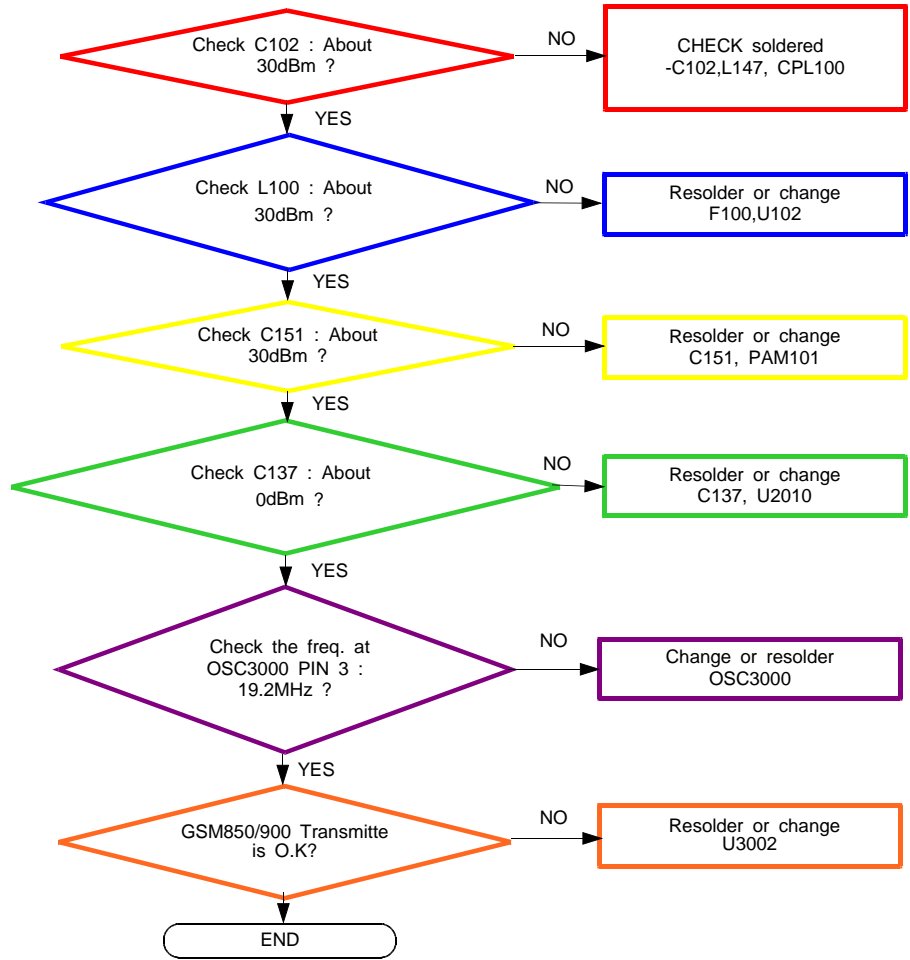 Check C102 : About
30dBm ?
NO
CHECK soldered
-C102,L147, CPL100
YES
Check L100 : About
30dBm ?
NO
Resolder or change
F100,U102
YES
Check C151 : About
30dBm ?
NO
Resolder or change
C151, PAM101
YES
Check C137 : About
0dBm ?
NO
Resolder or change
C137, U2010
YES
Check the freq. at
OSC3000 PIN 3 :
19.2MHz ?
NO
Change or resolder
OSC3000
YES
GSM850/900 Transmitte
is O.K?
NO
Resolder or change
U3002
END